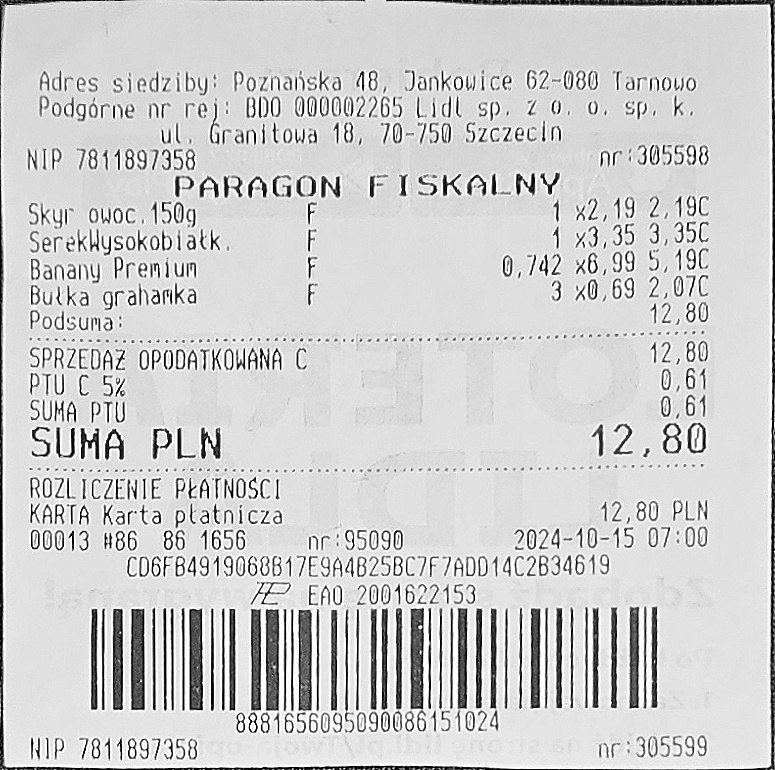 Adres siedziby: Poznańska 48, Jankowice 62-080 Tarnowo
Podgórne nr rej: BDO 000002265 Lidl sp. z o. o. sp. k.
ul. Granitowa 18, 70-750 Szczecin
NIP 7811897358 nr:305598
PARAGON FISKALNY
Skyr owoc.150g F 1 x2,19 2,19C
SerekWysokobiałk. F 1 x3,35 3,35C
Banany Premium F 0,742 x6,99 5,19C
Bułka grahamka F 3 x0,69 2,07C
Podsuma: 12,80
SPRZEDAŻ OPODATKOWANA C 12,80
PTU C 5% 0,61
SUMA PTU 0,61
SUMA PLN 12,80
ROZLICZENIE PŁATNOŚCI
KARTA Karta płatnicza 12,80 PLN
00013 #86 86 1656 nr:95090 2024-10-15 07:00
CD6FB4919068B17E9A4B25BC7F7ADD14C2B34619
EAO 2001622153
88816560950900861​51024
NIP 7811897358 nr:305599